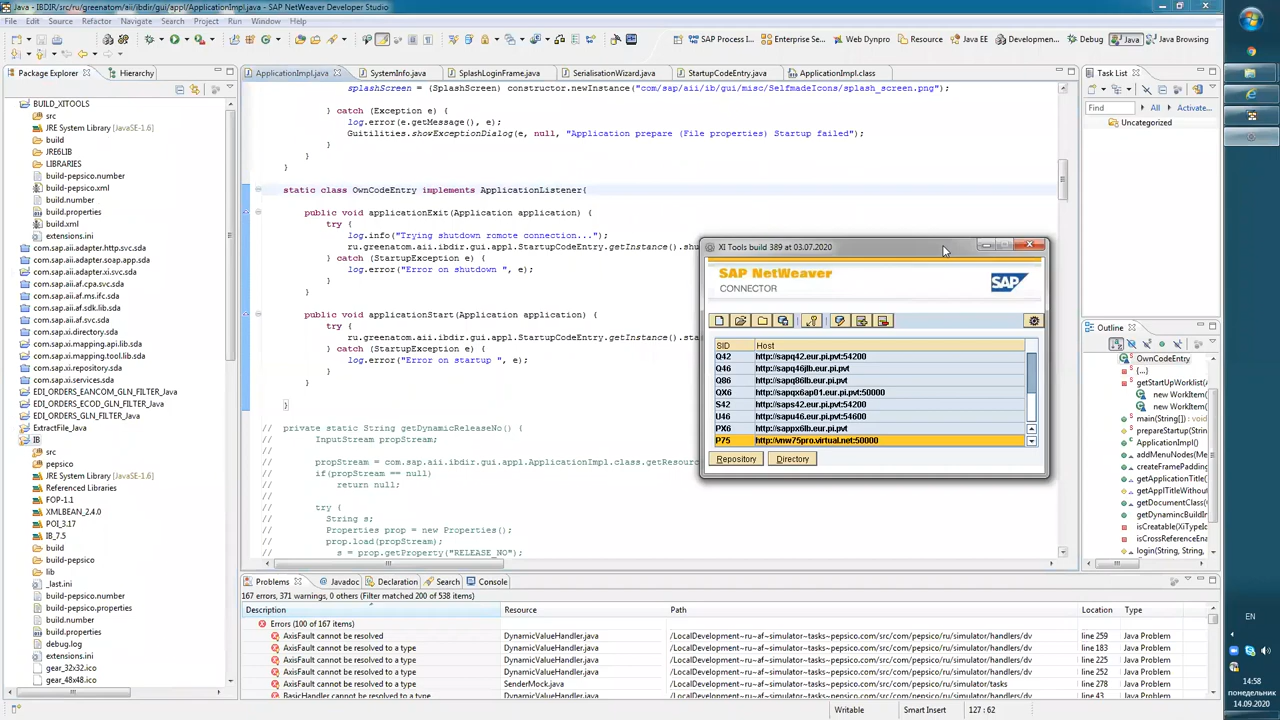 Java - IBDIR/src/ru/greenatom/aii/ibdir/gui/appl/ApplicationImpl.java - SAP NetWeaver Developer Studio
File Edit Source Refactor Navigate Search Project Run Window Help
SAP Process I... Enterprise Se... Web Dynpro Resource Java EE Developmen... Debug Java Java Browsing
Package Explorer Hierarchy
ApplicationImpl.java SystemInfo.java SplashLoginFrame.java SerialisationWizard.java StartupCodeEntry.java ApplicationImpl.class
Task List
Find All Activate...
Uncategorized
BUILD_XITOOLS
src
JRE System Library [JavaSE-1.6]
build
JRE6LIB
LIBRARIES
build-pepsico.number
build-pepsico.xml
build.number
build.properties
build.xml
extensions.ini
com.sap.aii.adapter.http.svc.sda
com.sap.aii.adapter.soap.app.sda
com.sap.aii.adapter.xi.svc.sda
com.sap.aii.af.cpa.svc.sda
com.sap.aii.af.ms.ifc.sda
com.sap.aii.af.sdk.lib.sda
com.sap.aii.af.svc.sda
com.sap.xi.directory.sda
com.sap.xi.mapping.api.lib.sda
com.sap.xi.mapping.tool.lib.sda
com.sap.xi.repository.sda
com.sap.xi.services.sda
EDI_ORDERS_EANCOM_GLN_FILTER_Java
EDI_ORDERS_ECOD_GLN_FILTER_Java
EDI_ORDERS_GLN_FILTER_Java
ExtractFile_Java
IB
src
pepsico
JRE System Library [JavaSE-1.6]
Referenced Libraries
FOP-1.1
XMLBEAN_2.4.0
POI_3.17
IB_7.5
build
build-pepsico
lib
_last.ini
build-pepsico.number
build-pepsico.properties
build.number
build.properties
debug.log
extensions.ini
gear_32x32.ico
gear_48x48.ico
splashScreen = (SplashScreen) constructor.newInstance("com/sap/aii/ib/gui/misc/SelfmadeIcons/splash_screen.png");
} catch (Exception e) {
log.error(e.getMessage(), e);
Guitilities.showExceptionDialog(e, null, "Application prepare (File properties) Startup failed");
}
}
}
static class OwnCodeEntry implements ApplicationListener{
public void applicationExit(Application application) {
try {
log.info("Trying shutdown remote connection...");
ru.greenatom.aii.ibdir.gui.appl.StartupCodeEntry.getInstance().shu
} catch (StartupException e) {
log.error("Error on shutdown ", e);
}
}
public void applicationStart(Application application) {
try {
ru.greenatom.aii.ibdir.gui.appl.StartupCodeEntry.getInstance().sta
} catch (StartupException e) {
log.error("Error on startup ", e);
}
}
}
// private static String getDynamicReleaseNo() {
// InputStream propStream;
//
// propStream = com.sap.aii.ibdir.gui.appl.ApplicationImpl.class.getResour
// if(propStream == null)
// return null;
//
// try {
// String s;
// Properties prop = new Properties();
// prop.load(propStream);
// s = prop.getProperty("RELEASE_NO");
XI Tools build 389 at 03.07.2020
SAP NetWeaver
CONNECTOR
SAP
SID Host
Q42 http://sapq42.eur.pi.pvt:54200
Q46 http://sapq46jlb.eur.pi.pvt
Q86 http://sapq86lb.eur.pi.pvt
QX6 http://sapqx6ap01.eur.pi.pvt:50000
S42 http://saps42.eur.pi.pvt:54200
U46 http://sapu46.eur.pi.pvt:54600
PX6 http://sappx6lb.eur.pi.pvt
P75 http://vnw75pro.virtual.net:50000
Repository Directory
Outline
OwnCodeEntry
{...}
getStartUpWorkList
new WorkItem(
new WorkItem(
main(String[]
prepareStartup(
ApplicationImpl()
addMenuNodes(Me
createFramePaddin
getApplicationTitle(
getApplTitleWithout
getDocumentClass(
getDynamicBuildIn
isCreatable(XiType
isCrossReferenceEna
login(String, String
Problems Javadoc Declaration Search Console
167 errors, 371 warnings, 0 others (Filter matched 200 of 538 items)
Description Resource Path Location Type
Errors (100 of 167 items)
AxisFault cannot be resolved DynamicValueHandler.java /LocalDevelopment~ru~af~simulator~tasks~pepsico.com/src/com/pepsico/ru/simulator/handlers/dv line 259 Java Problem
AxisFault cannot be resolved to a type DynamicValueHandler.java /LocalDevelopment~ru~af~simulator~tasks~pepsico.com/src/com/pepsico/ru/simulator/handlers/dv line 183 Java Problem
AxisFault cannot be resolved to a type DynamicValueHandler.java /LocalDevelopment~ru~af~simulator~tasks~pepsico.com/src/com/pepsico/ru/simulator/handlers/dv line 225 Java Problem
AxisFault cannot be resolved to a type DynamicValueHandler.java /LocalDevelopment~ru~af~simulator~tasks~pepsico.com/src/com/pepsico/ru/simulator/handlers/dv line 259 Java Problem
AxisFault cannot be resolved to a type SenderMock.java /LocalDevelopment~ru~af~simulator~tasks~pepsico.com/src/com/pepsico/ru/simulator/tasks line 278 Java Problem
BasicHandler cannot be resolved to a type DynamicValueHandler.java /LocalDevelopment~ru~af~simulator~tasks~pepsico.com/src/com/pepsico/ru/simulator/handlers/dv line 43 Java Problem
Writable Smart Insert 127 : 62
EN
14:58
понедельник
14.09.2020